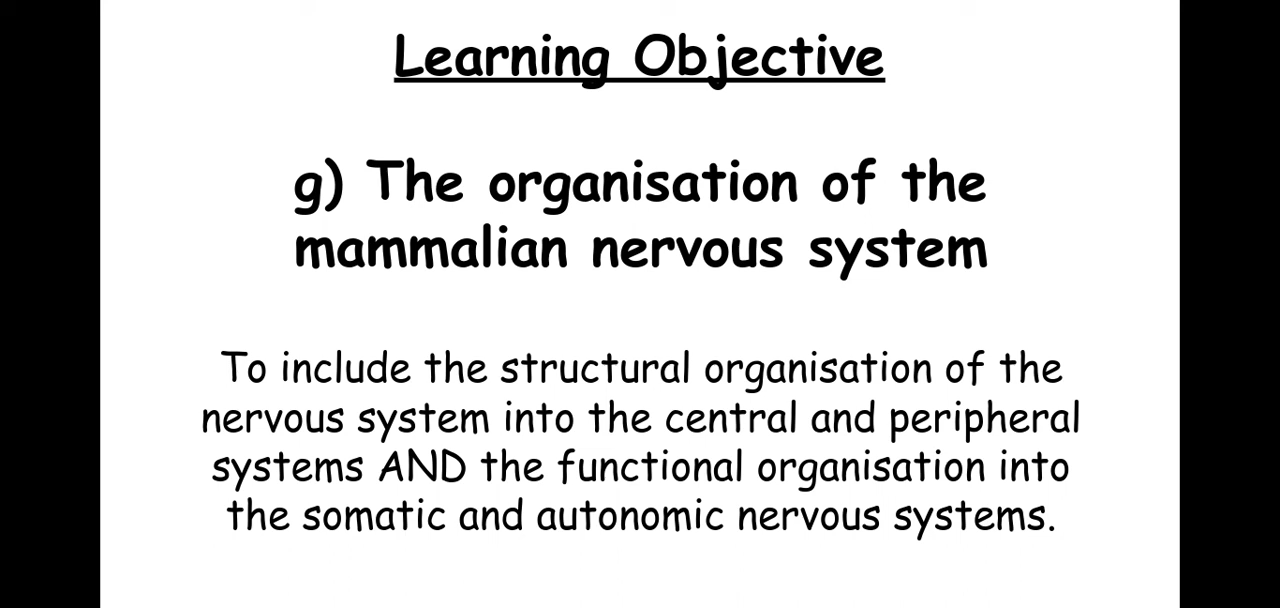 Learning Objective
g) The organisation of the
mammalian nervous system
To include the structural organisation of the
nervous system into the central and peripheral
systems AND the functional organisation into
the somatic and autonomic nervous systems.